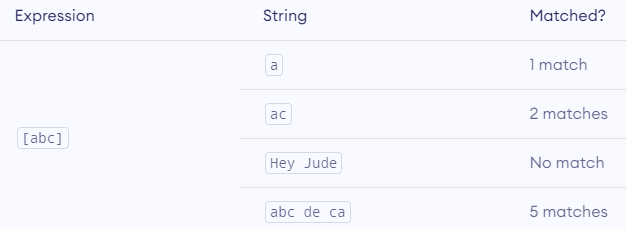 Expression String Matched?
a 1 match
ac 2 matches
[abc]
Hey Jude No match
abc de ca 5 matches